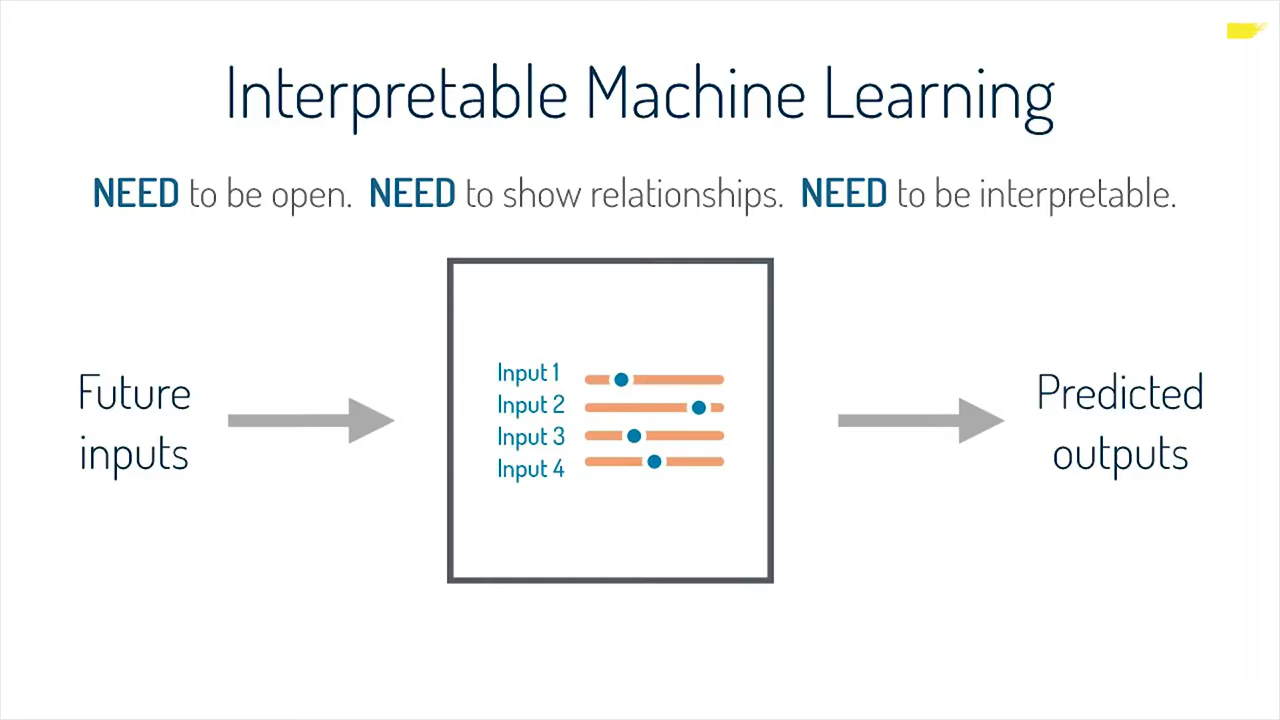 Interpretable Machine Learning
NEED to be open. NEED to show relationships. NEED to be interpretable.
Future
inputs
Input 1
Input 2
Input 3
Input 4
Predicted
outputs